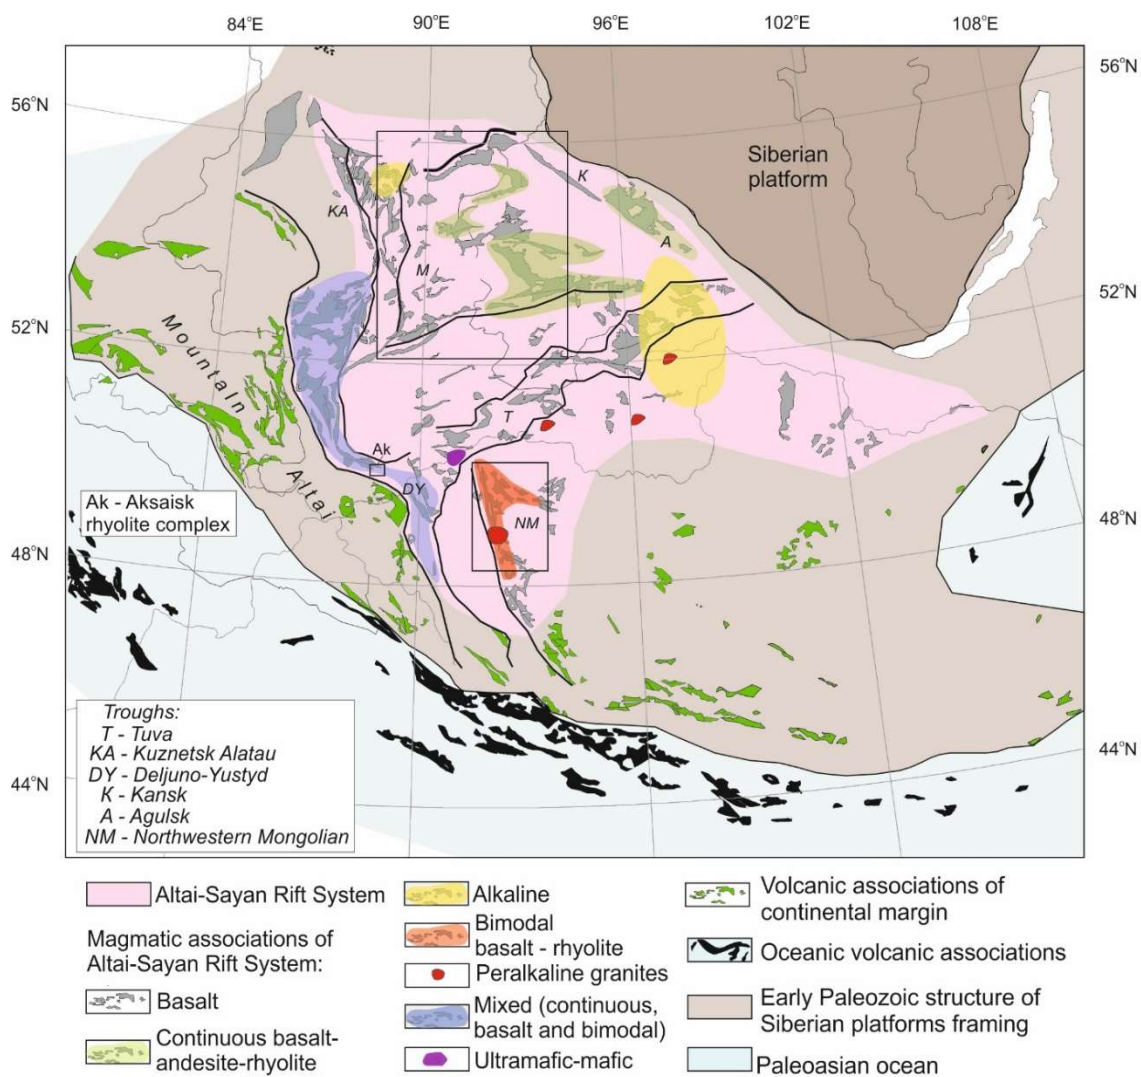 84°E 90°E 96°E 102°E 108°E
56°N 56°N
Siberian
platform
K
KA
A
M
52°N 52°N
Mountain
Altai
T
Ak
DY
NM
Ak - Aksaisk
rhyolite complex
48°N 48°N
Troughs:
T - Tuva
KA - Kuznetsk Alatau
DY - Deljuno-Yustyd
K - Kansk
A - Agulsk
NM - Northwestern Mongolian
44°N 44°N
Altai-Sayan Rift System
Magmatic associations of
Altai-Sayan Rift System:
Basalt
Continuous basalt-
andesite-rhyolite
Alkaline
Bimodal
basalt - rhyolite
Peralkaline granites
Mixed (continuous,
basalt and bimodal)
Ultramafic-mafic
Volcanic associations of
continental margin
Oceanic volcanic associations
Early Paleozoic structure of
Siberian platforms framing
Paleoasian ocean